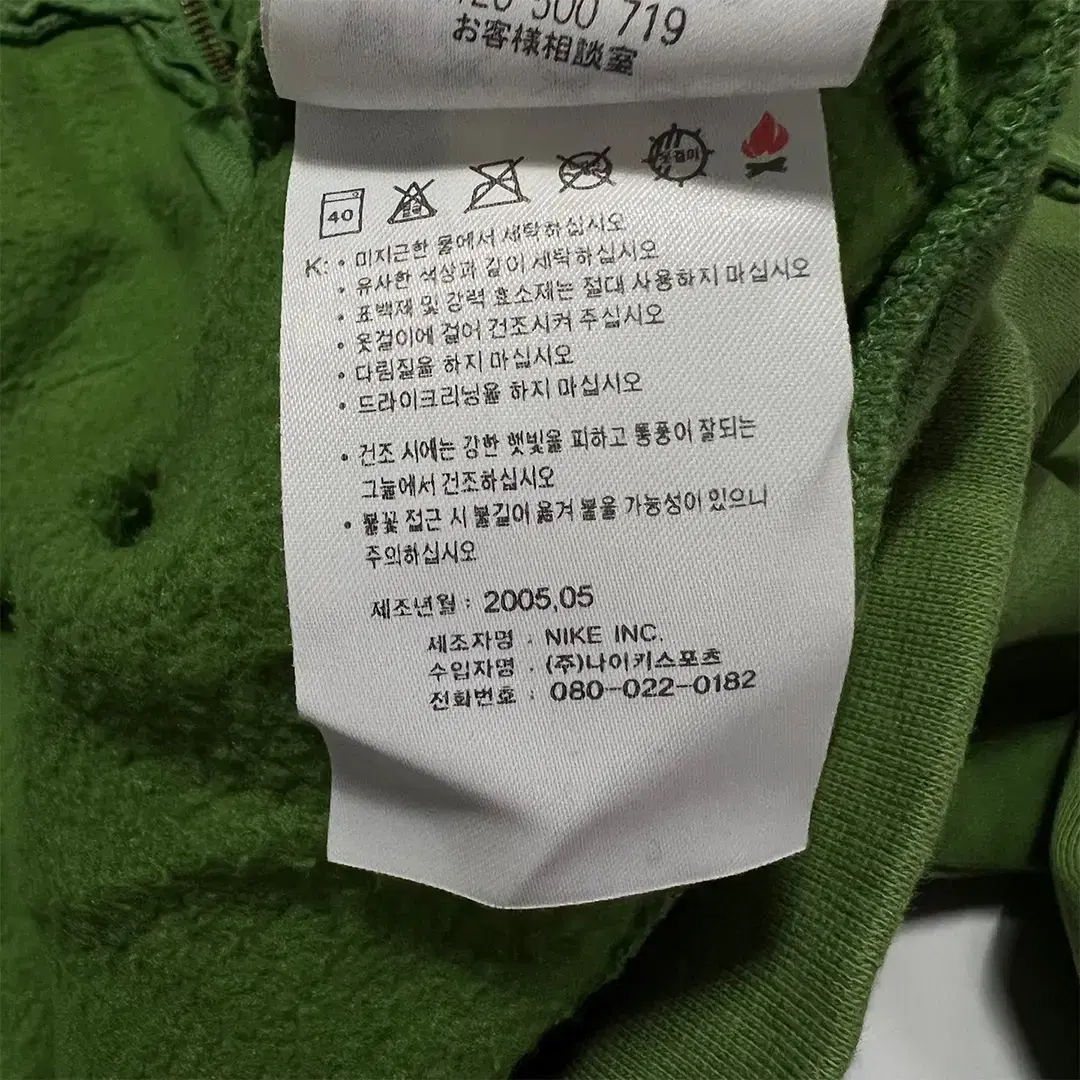 500 719
お客様相談室
40 염소 옷걸이
K: • 미지근한 물에서 세탁하십시오
• 유사한 색상과 같이 세탁하십시오
• 표백제 및 강력 효소제는 절대 사용하지 마십시오
• 옷걸이에 걸어 건조시켜 주십시오
• 다림질을 하지 마십시오
• 드라이크리닝을 하지 마십시오
• 건조 시에는 강한 햇빛을 피하고 통풍이 잘되는
그늘에서 건조하십시오
• 불꽃 접근 시 불길이 옮겨 붙을 가능성이 있으니
주의하십시오
제조년월 : 2005.05
제조자명 : NIKE INC.
수입자명 : (주)나이키스포츠
전화번호 : 080-022-0182